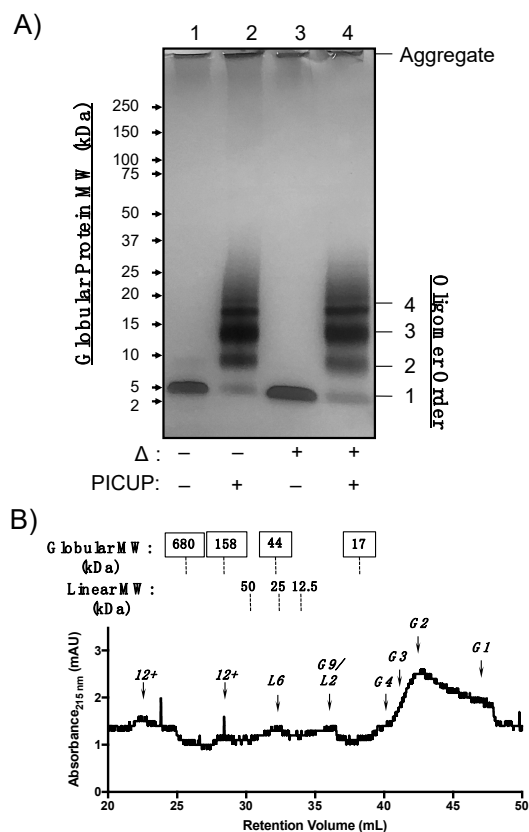 A)
1 2 3 4
Aggregate
Globular Protein MW (kDa)
250
150
100
75
50
37
25
20
15
10
5
2
4
3
2
1
Oligomer Order
Δ : – – + +
PICUP: – + – +
B)
Globular MW : 680 158 44 17
(kDa)
Linear MW : 50 25 12.5
(kDa)
Absorbance215 nm (mAU)
3
2
1
0
12+ 12+ L6 G9/ L2 G4 G3 G2 G1
20 25 30 35 40 45 50
Retention Volume (mL)